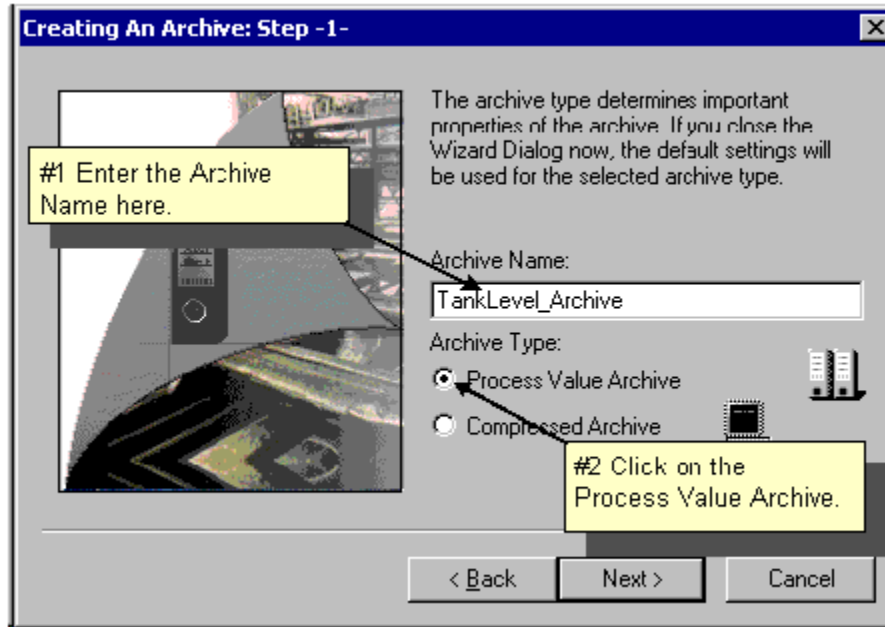 Creating An Archive: Step -1-
The archive type determines important
properties of the archive. If you close the
Wizard Dialog now, the default settings will
be used for the selected archive type.
#1 Enter the Archive
Name here.
Archive Name:
TankLevel_Archive
Archive Type:
Process Value Archive
Compressed Archive
#2 Click on the
Process Value Archive.
< Back
Next >
Cancel